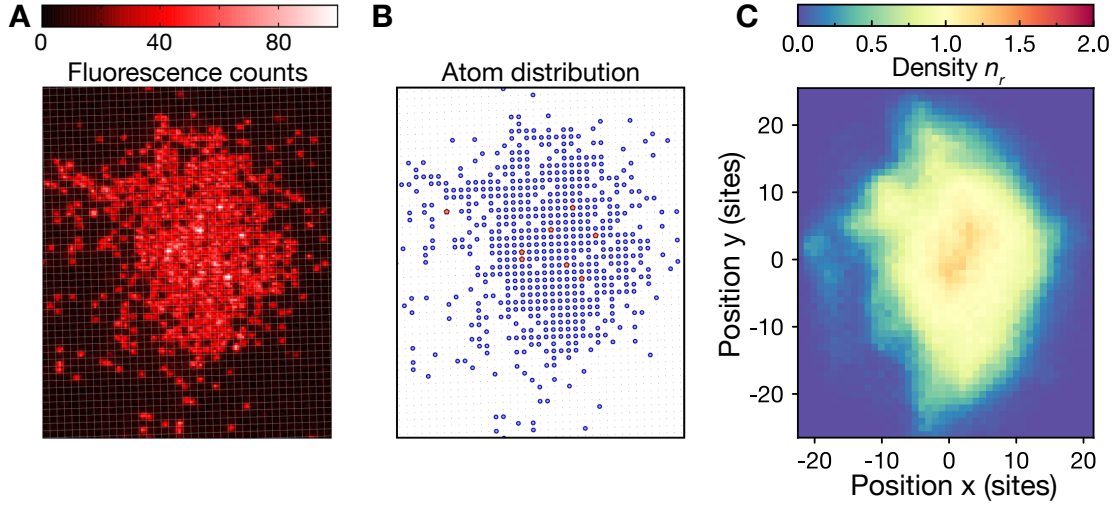 A
0 40 80
Fluorescence counts
B
Atom distribution
C
0.0 0.5 1.0 1.5 2.0
Density nr
Position y (sites)
20
10
0
-10
-20
-20 -10 0 10 20
Position x (sites)